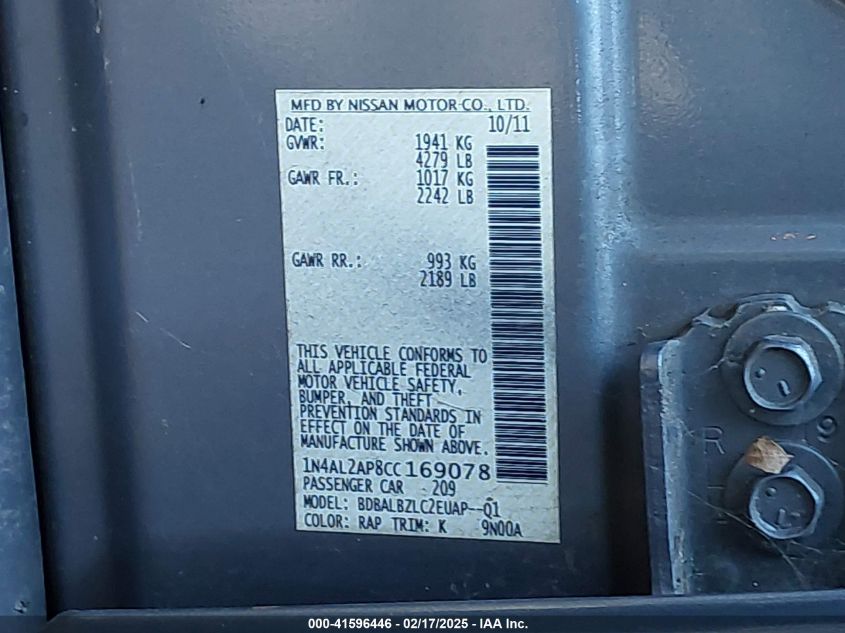 MFD BY NISSAN MOTOR CO., LTD.
DATE: 10/11
GVWR: 1941 KG
4279 LB
GAWR FR.: 1017 KG
2242 LB
GAWR RR.: 993 KG
2189 LB
THIS VEHICLE CONFORMS TO
ALL APPLICABLE FEDERAL
MOTOR VEHICLE SAFETY,
BUMPER, AND THEFT
PREVENTION STANDARDS IN
EFFECT ON THE DATE OF
MANUFACTURE SHOWN ABOVE.
1N4AL2AP8CC169078
PASSENGER CAR 209
MODEL: BDBALBZLC2EUAP--Q1
COLOR: RAP TRIM: K 9N00A
R
9
000-41596446 - 02/17/2025 - IAA Inc.